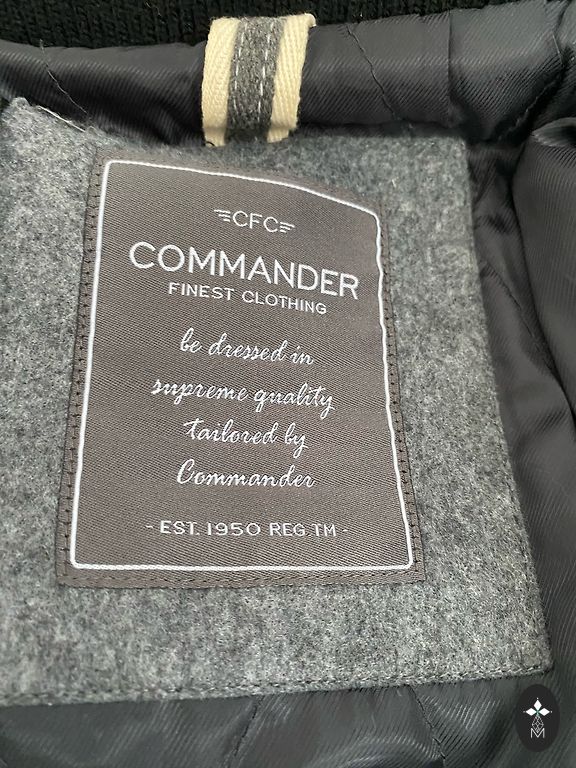 CFC
COMMANDER
FINEST CLOTHING
be dressed in
supreme quality
tailored by
Commander
- EST. 1950 REG.TM -
M